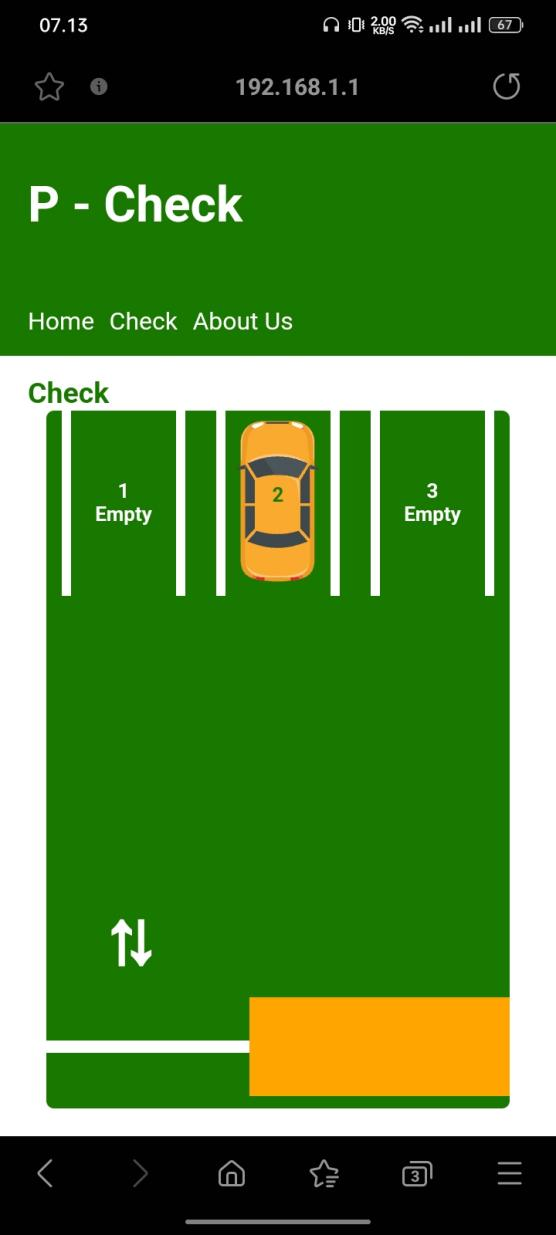 07.13
2.00
KB/S
67
192.168.1.1
P - Check
Home Check About Us
Check
1
Empty
2
3
Empty
3